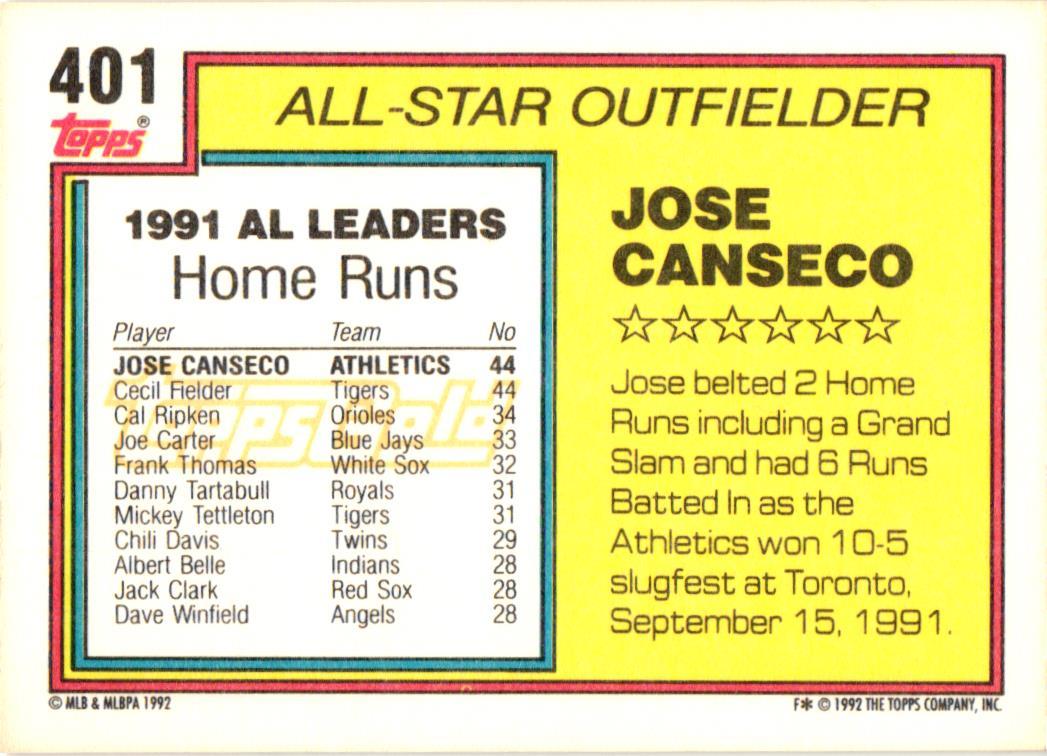 401
topps®
ALL-STAR OUTFIELDER
1991 AL LEADERS
Home Runs
Player Team No
JOSE CANSECO ATHLETICS 44
Cecil Fielder Tigers 44
Cal Ripken Orioles 34
Joe Carter Blue Jays 33
Frank Thomas White Sox 32
Danny Tartabull Royals 31
Mickey Tettleton Tigers 31
Chili Davis Twins 29
Albert Belle Indians 28
Jack Clark Red Sox 28
Dave Winfield Angels 28
ToppsGold
JOSE
CANSECO
☆☆☆☆☆☆
Jose belted 2 Home
Runs including a Grand
Slam and had 6 Runs
Batted In as the
Athletics won 10-5
slugfest at Toronto,
September 15, 1991.
© MLB & MLBPA 1992
F✻ © 1992 THE TOPPS COMPANY, INC.